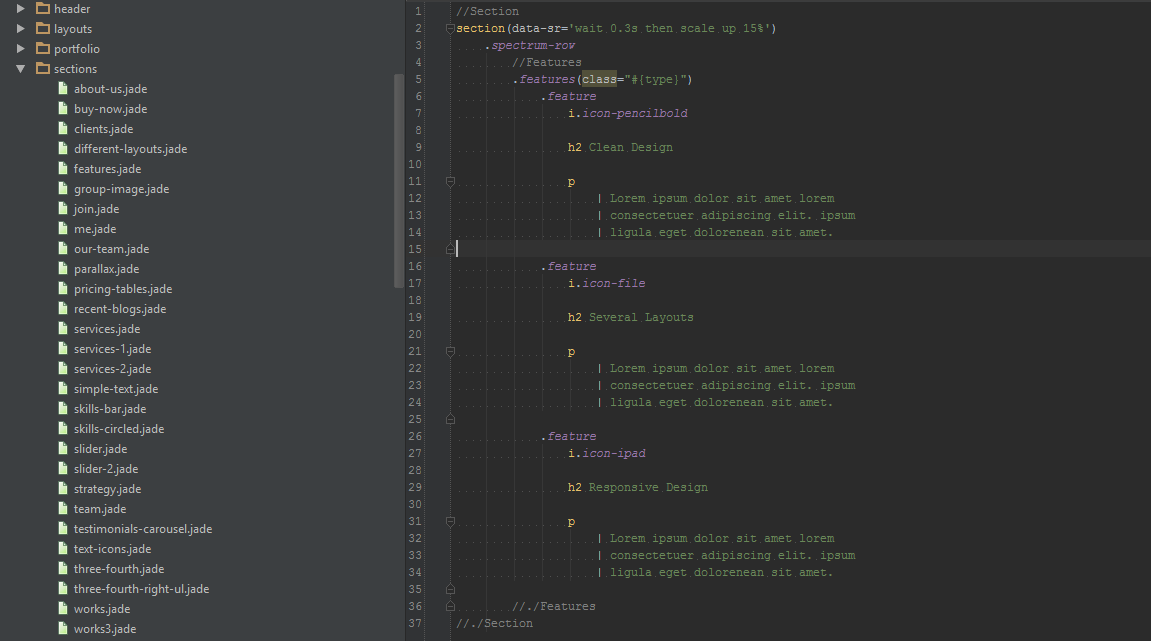 header
layouts
portfolio
sections
about-us.jade
buy-now.jade
clients.jade
different-layouts.jade
features.jade
group-image.jade
join.jade
me.jade
our-team.jade
parallax.jade
pricing-tables.jade
recent-blogs.jade
services.jade
services-1.jade
services-2.jade
simple-text.jade
skills-bar.jade
skills-circled.jade
slider.jade
slider-2.jade
strategy.jade
team.jade
testimonials-carousel.jade
text-icons.jade
three-fourth.jade
three-fourth-right-ul.jade
works.jade
works3.jade
1 //Section
2 section(data-sr='wait 0.3s then scale up 15%')
3 .spectrum-row
4 //Features
5 .features(class="#{type}")
6 .feature
7 i.icon-pencilbold
8
9 h2 Clean Design
10
11 p
12 | Lorem ipsum dolor sit amet lorem
13 | consectetuer adipiscing elit. ipsum
14 | ligula eget dolorenean sit amet.
15
16 .feature
17 i.icon-file
18
19 h2 Several Layouts
20
21 p
22 | Lorem ipsum dolor sit amet lorem
23 | consectetuer adipiscing elit. ipsum
24 | ligula eget dolorenean sit amet.
25
26 .feature
27 i.icon-ipad
28
29 h2 Responsive Design
30
31 p
32 | Lorem ipsum dolor sit amet lorem
33 | consectetuer adipiscing elit. ipsum
34 | ligula eget dolorenean sit amet.
35
36 //./Features
37 //./Section